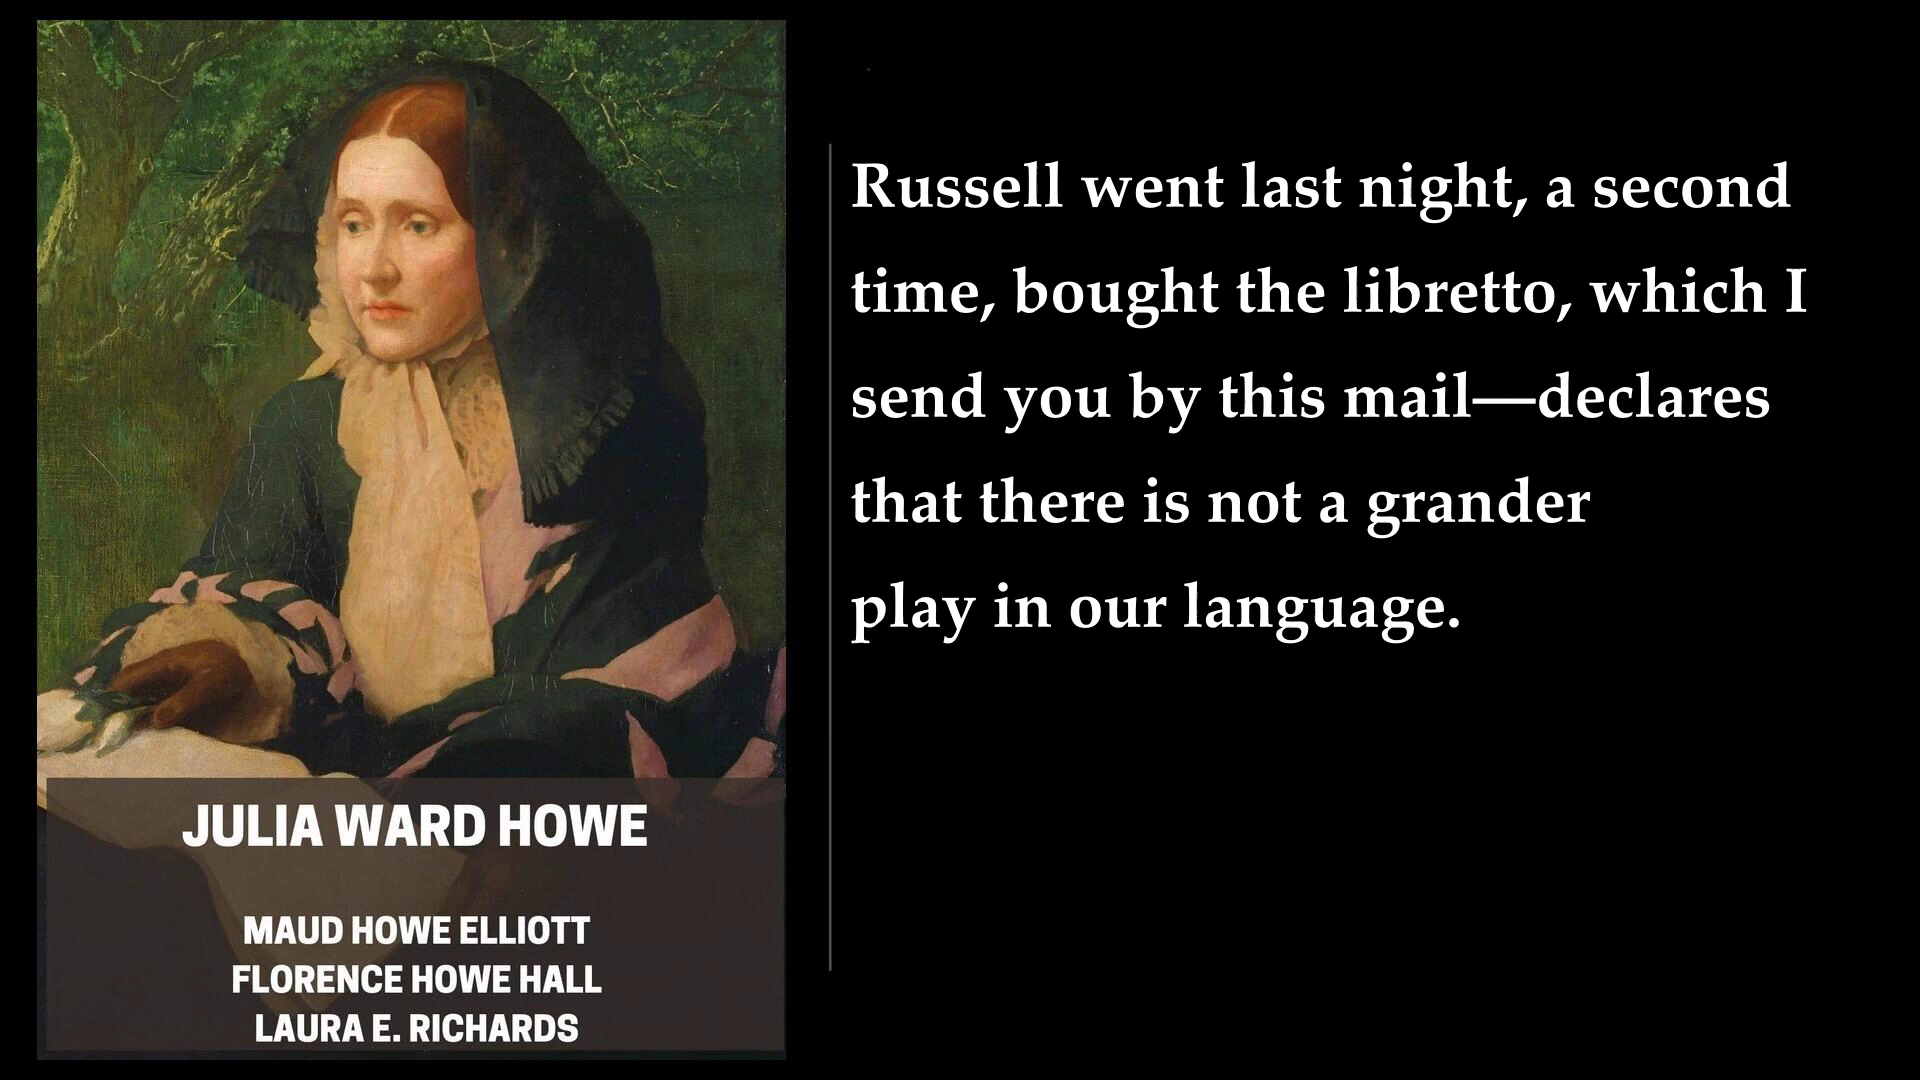 JULIA WARD HOWE
MAUD HOWE ELLIOTT
FLORENCE HOWE HALL
LAURA E. RICHARDS
Russell went last night, a second
time, bought the libretto, which I
send you by this mail—declares
that there is not a grander
play in our language.